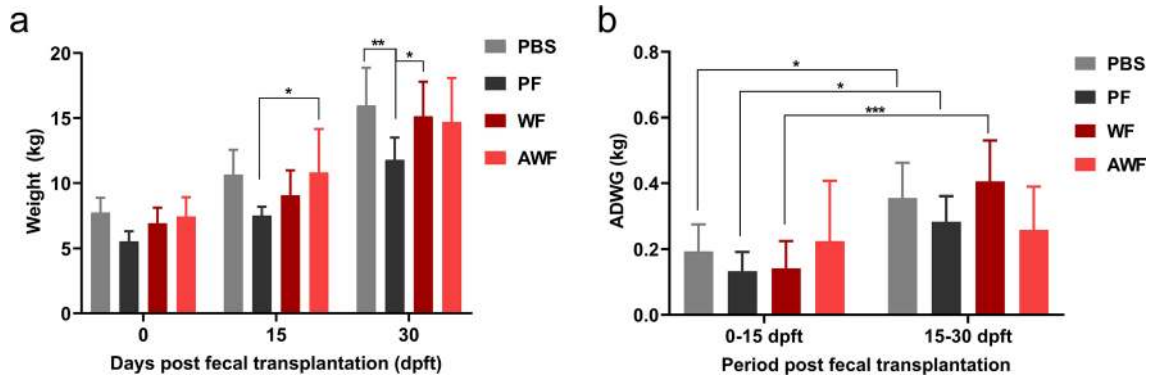 a
Weight (kg)
20
15
10
5
0
*
**
*
0
15
30
Days post fecal transplantation (dpft)
PBS
PF
WF
AWF
b
ADWG (kg)
0.8
0.6
0.4
0.2
0.0
*
*
***
0-15 dpft
15-30 dpft
Period post fecal transplantation
PBS
PF
WF
AWF